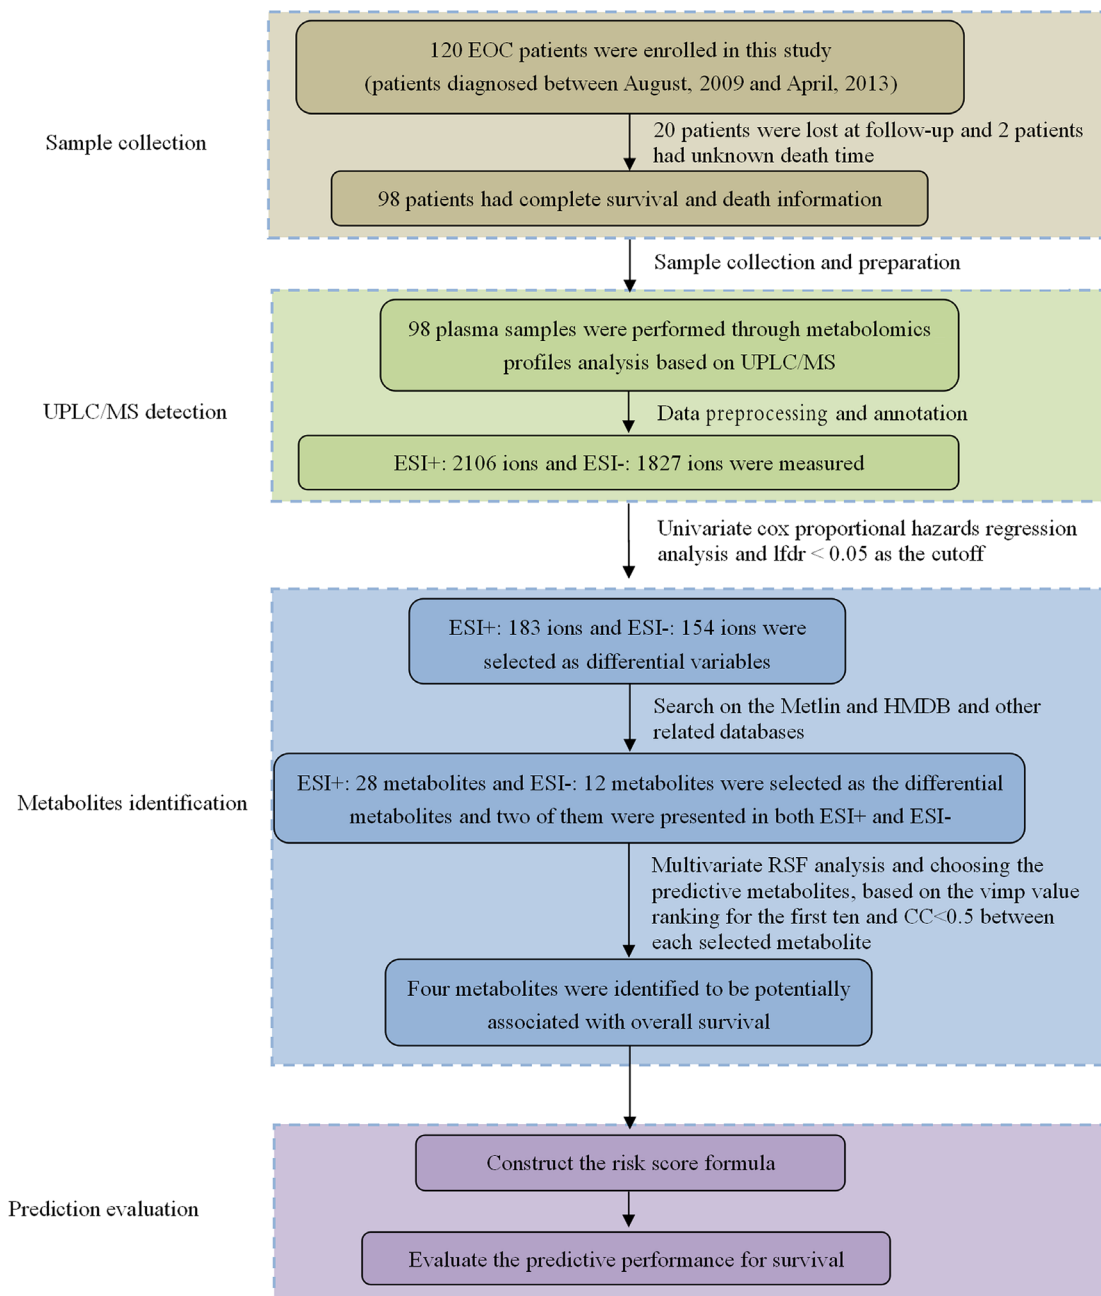 120 EOC patients were enrolled in this study
(patients diagnosed between August, 2009 and April, 2013)
Sample collection
20 patients were lost at follow-up and 2 patients
had unknown death time
98 patients had complete survival and death information
Sample collection and preparation
98 plasma samples were performed through metabolomics
profiles analysis based on UPLC/MS
UPLC/MS detection
Data preprocessing and annotation
ESI+: 2106 ions and ESI-: 1827 ions were measured
Univariate cox proportional hazards regression
analysis and lfdr < 0.05 as the cutoff
ESI+: 183 ions and ESI-: 154 ions were
selected as differential variables
Search on the Metlin and HMDB and other
related databases
Metabolites identification
ESI+: 28 metabolites and ESI-: 12 metabolites were selected as the differential
metabolites and two of them were presented in both ESI+ and ESI-
Multivariate RSF analysis and choosing the
predictive metabolites, based on the vimp value
ranking for the first ten and CC<0.5 between
each selected metabolite
Four metabolites were identified to be potentially
associated with overall survival
Construct the risk score formula
Prediction evaluation
Evaluate the predictive performance for survival